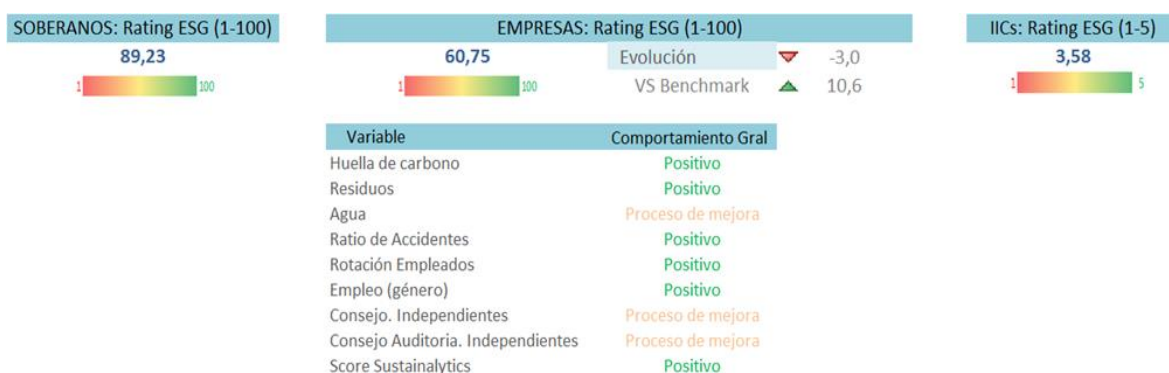 SOBERANOS: Rating ESG (1-100)
89,23
1 100
EMPRESAS: Rating ESG (1-100)
60,75 Evolución -3,0
1 100 VS Benchmark 10,6
IICs: Rating ESG (1-5)
3,58
1 5
Variable Comportamiento Gral
Huella de carbono Positivo
Residuos Positivo
Agua Proceso de mejora
Ratio de Accidentes Positivo
Rotación Empleados Positivo
Empleo (género) Positivo
Consejo. Independientes Proceso de mejora
Consejo Auditoria. Independientes Proceso de mejora
Score Sustainalytics Positivo